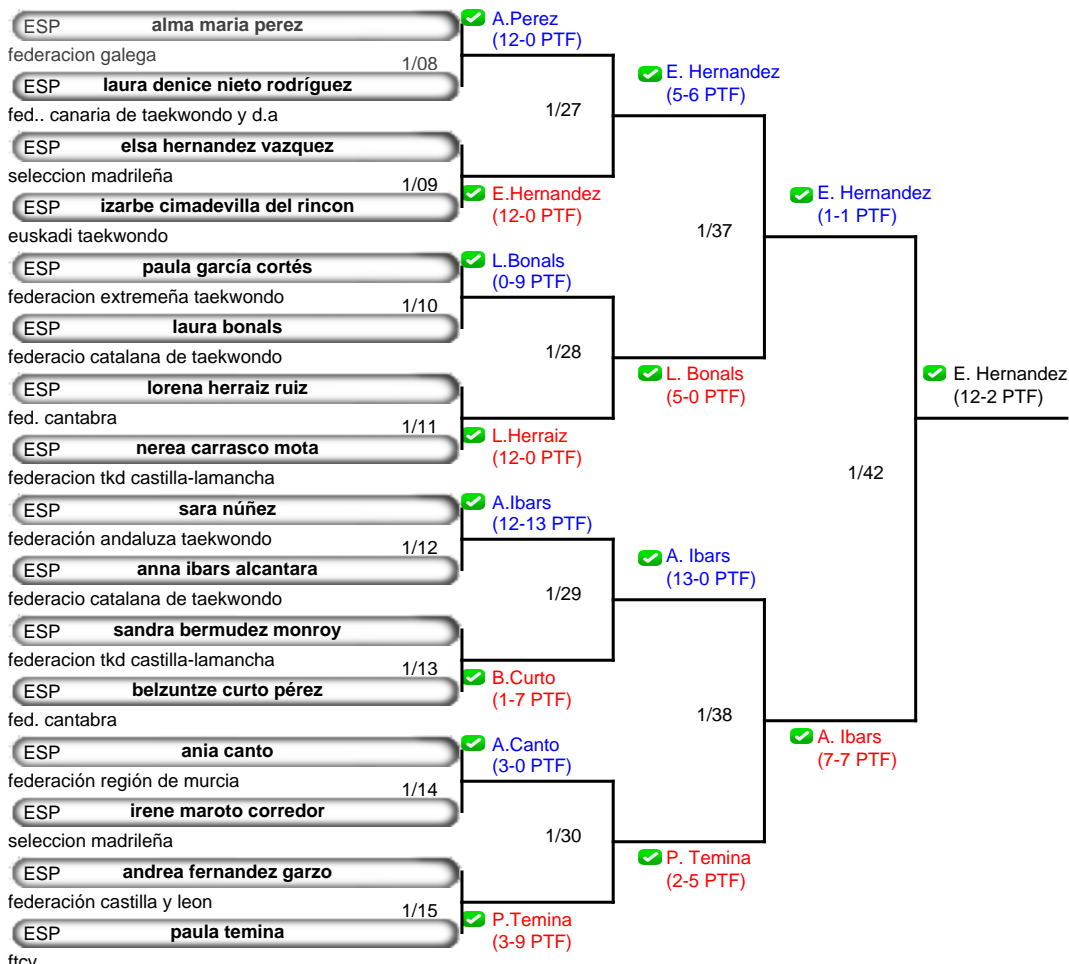 ESP alma maria perez
federacion galega
1/08
ESP laura denice nieto rodríguez
fed.. canaria de taekwondo y d.a
ESP elsa hernandez vazquez
seleccion madrileña
1/09
ESP izarbe cimadevilla del rincon
euskadi taekwondo
ESP paula garcía cortés
federacion extremeña taekwondo
1/10
ESP laura bonals
federacio catalana de taekwondo
ESP lorena herraiz ruiz
fed. cantabra
1/11
ESP nerea carrasco mota
federacion tkd castilla-lamancha
ESP sara núñez
federación andaluza taekwondo
1/12
ESP anna ibars alcantara
federacio catalana de taekwondo
ESP sandra bermudez monroy
federacion tkd castilla-lamancha
1/13
ESP belzuntze curto pérez
fed. cantabra
ESP ania canto
federación región de murcia
1/14
ESP irene maroto corredor
seleccion madrileña
ESP andrea fernandez garzo
federación castilla y leon
1/15
ESP paula temina
ftcv
A.Perez
(12-0 PTF)
1/27
E.Hernandez
(12-0 PTF)
L.Bonals
(0-9 PTF)
1/28
L.Herraiz
(12-0 PTF)
A.Ibars
(12-13 PTF)
1/29
B.Curto
(1-7 PTF)
A.Canto
(3-0 PTF)
1/30
P.Temina
(3-9 PTF)
E. Hernandez
(5-6 PTF)
1/37
L. Bonals
(5-0 PTF)
A. Ibars
(13-0 PTF)
1/38
P. Temina
(2-5 PTF)
E. Hernandez
(1-1 PTF)
1/42
A. Ibars
(7-7 PTF)
E. Hernandez
(12-2 PTF)